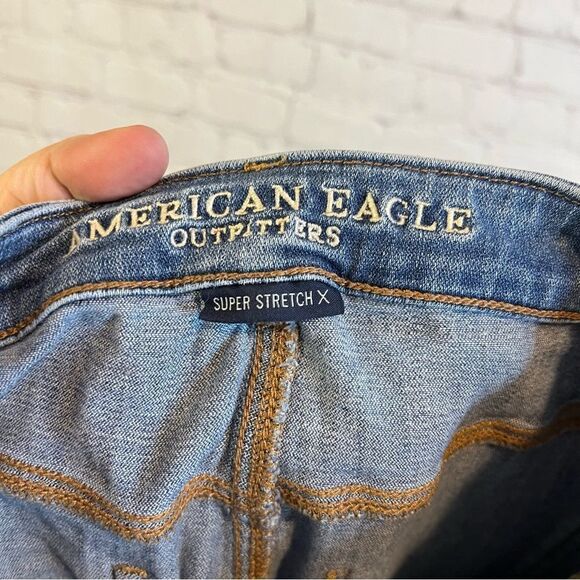 AMERICAN EAGLE
OUTFITTERS
SUPER STRETCH X